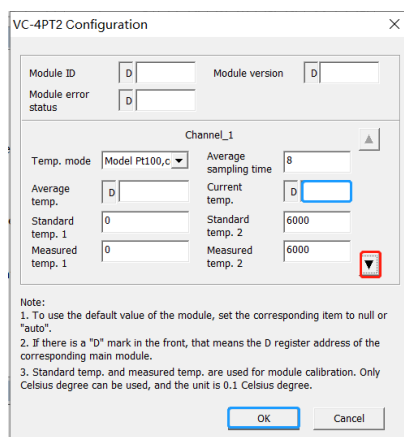 VC-4PT2 Configuration
Module ID D Module version D
Module error status D
Channel_1
Temp. mode Model Pt100,c Average sampling time 8
Average temp. D Current temp. D
Standard temp. 1 0 Standard temp. 2 6000
Measured temp. 1 0 Measured temp. 2 6000
Note:
1. To use the default value of the module, set the corresponding item to null or
"auto".
2. If there is a "D" mark in the front, that means the D register address of the
corresponding main module.
3. Standard temp. and measured temp. are used for module calibration. Only
Celsius degree can be used, and the unit is 0.1 Celsius degree.
OK Cancel